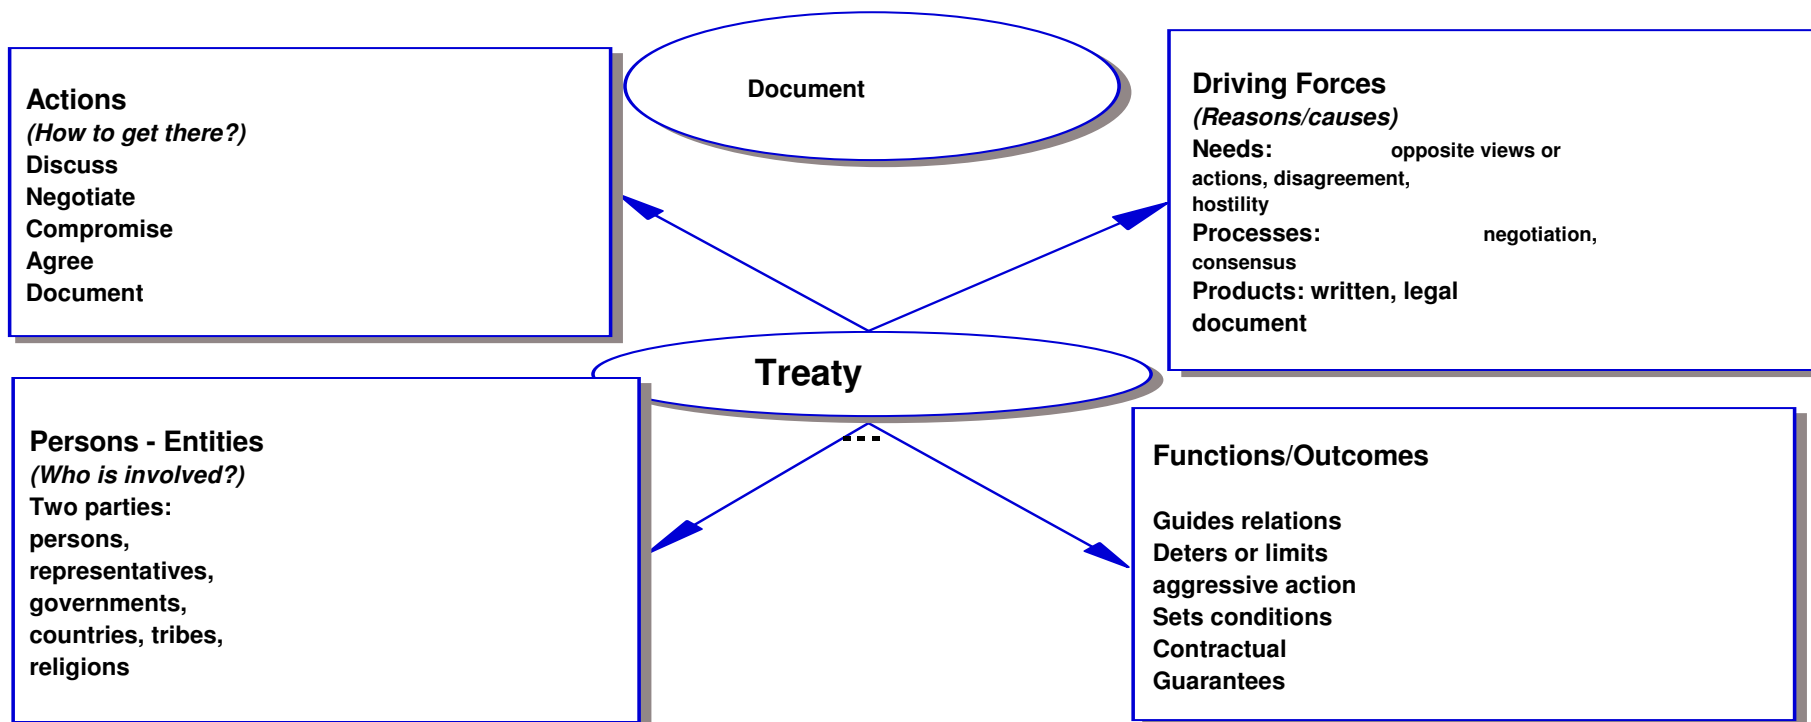 Document
Actions
(How to get there?)
Discuss
Negotiate
Compromise
Agree
Document
Driving Forces
(Reasons/causes)
Needs: opposite views or
actions, disagreement,
hostility
Processes: negotiation,
consensus
Products: written, legal
document
Treaty
---
Persons - Entities
(Who is involved?)
Two parties:
persons,
representatives,
governments,
countries, tribes,
religions
Functions/Outcomes
Guides relations
Deters or limits
aggressive action
Sets conditions
Contractual
Guarantees